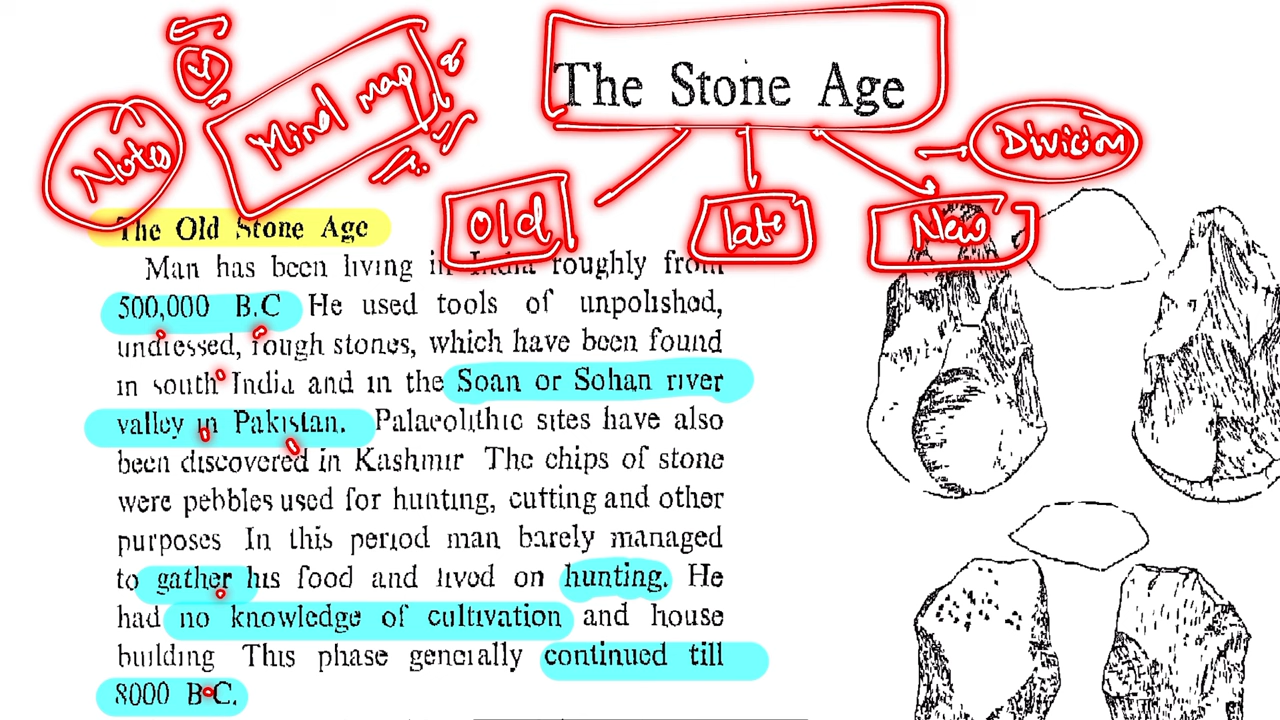 The Stone Age
Notes
Mind map
Division
Old
late
New
The Old Stone Age
Man has been living in India roughly from
500,000 B.C He used tools of unpolished,
undressed, rough stones, which have been found
in south India and in the Soan or Sohan river
valley in Pakistan. Palaeolithic sites have also
been discovered in Kashmir The chips of stone
were pebbles used for hunting, cutting and other
purposes In this period man barely managed
to gather his food and lived on hunting. He
had no knowledge of cultivation and house
building This phase generally continued till
8000 B.C.